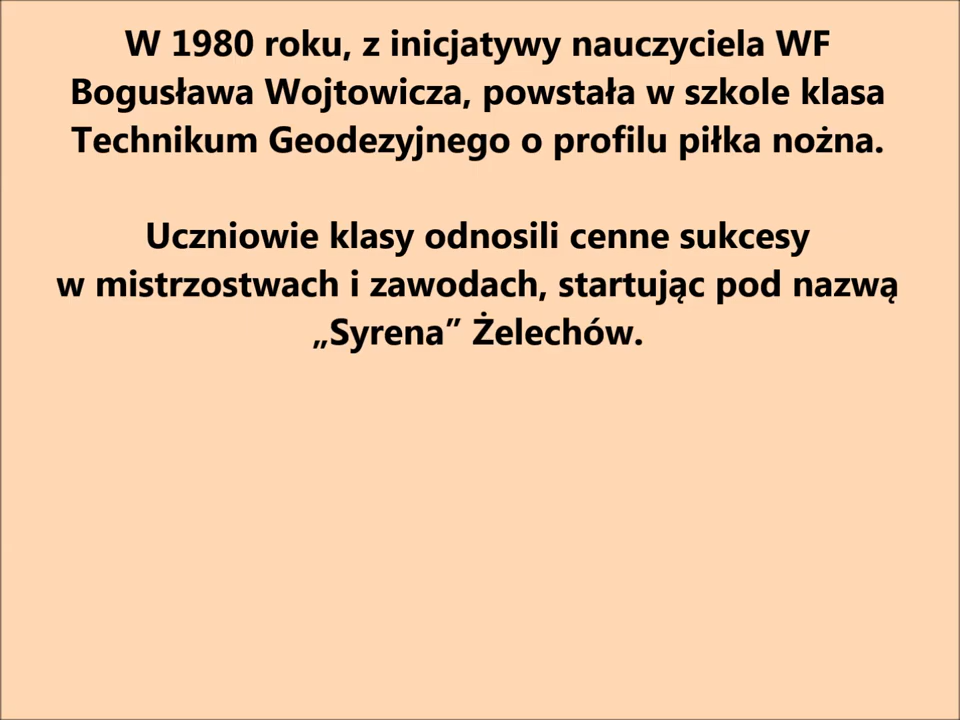 W 1980 roku, z inicjatywy nauczyciela WF
Bogusława Wojtowicza, powstała w szkole klasa
Technikum Geodezyjnego o profilu piłka nożna.
Uczniowie klasy odnosili cenne sukcesy
w mistrzostwach i zawodach, startując pod nazwą
„Syrena” Żelechów.